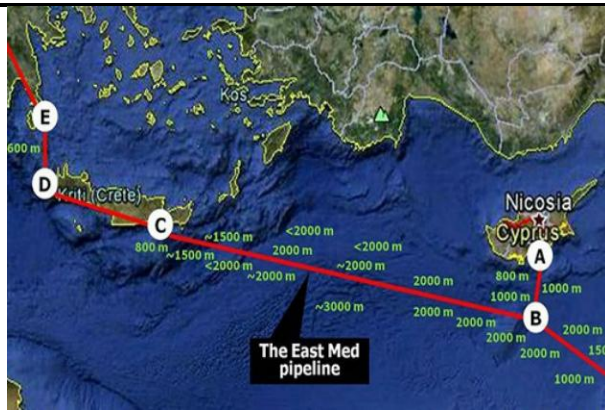 Kos
E
600 m
D
Kriti (Crete)
C
800 m
~1500 m
~1500 m
<2000 m
2000 m
<2000 m
~2000 m
<2000 m
~2000 m
~3000 m
2000 m
2000 m
2000 m
2000 m
2000 m
Nicosia
Cyprus
A
800 m
1000 m
1000 m
B
2000 m
150
1000 m
The East Med
pipeline